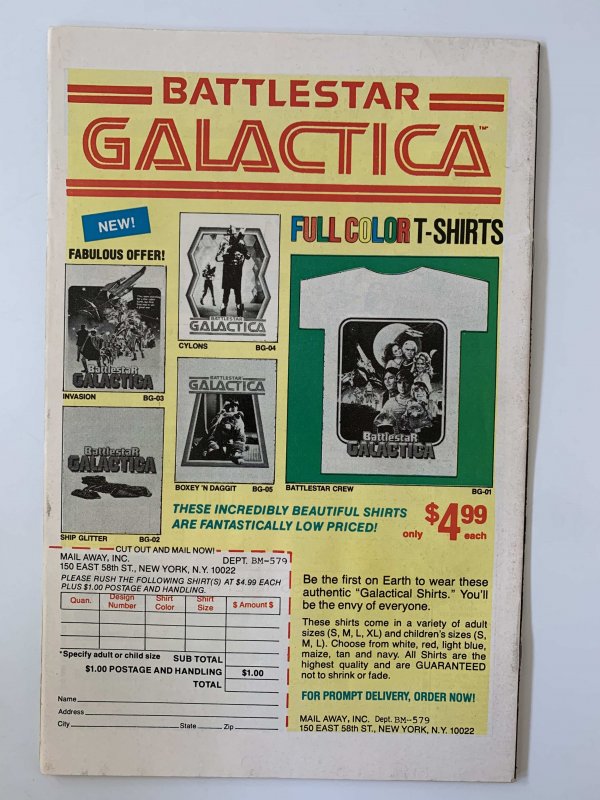 BATTLESTAR
GALACTICA™
NEW!
FABULOUS OFFER!
FULL COLOR T-SHIRTS
BATTLESTAR
GALACTICA
CYLONS BG-04
BattlestaR
GALACTICA
INVASION BG-03
BATTLESTAR
GALACTICA
BOXEY 'N DAGGIT BG-05
BattlestaR
GALACTICA
SHIP GLITTER BG-02
BattlestaR
GALACTICA
BATTLESTAR CREW BG-01
THESE INCREDIBLY BEAUTIFUL SHIRTS
ARE FANTASTICALLY LOW PRICED!
only $4.99 each
CUT OUT AND MAIL NOW!
MAIL AWAY, INC. DEPT. BM-579
150 EAST 58th ST., NEW YORK, N.Y. 10022
PLEASE RUSH THE FOLLOWING SHIRT(S) AT $4.99 EACH
PLUS $1.00 POSTAGE AND HANDLING.
Quan. Design Number Shirt Color Shirt Size $ Amount $
*Specify adult or child size SUB TOTAL
$1.00 POSTAGE AND HANDLING $1.00
TOTAL
Name
Address
City State Zip
Be the first on Earth to wear these
authentic "Galactical Shirts." You'll
be the envy of everyone.
These shirts come in a variety of adult
sizes (S, M, L, XL) and children's sizes (S,
M, L). Choose from white, red, light blue,
maize, tan and navy. All Shirts are the
highest quality and are GUARANTEED
not to shrink or fade.
FOR PROMPT DELIVERY, ORDER NOW!
MAIL AWAY, INC. Dept. BM-579
150 EAST 58th ST., NEW YORK, N.Y. 10022